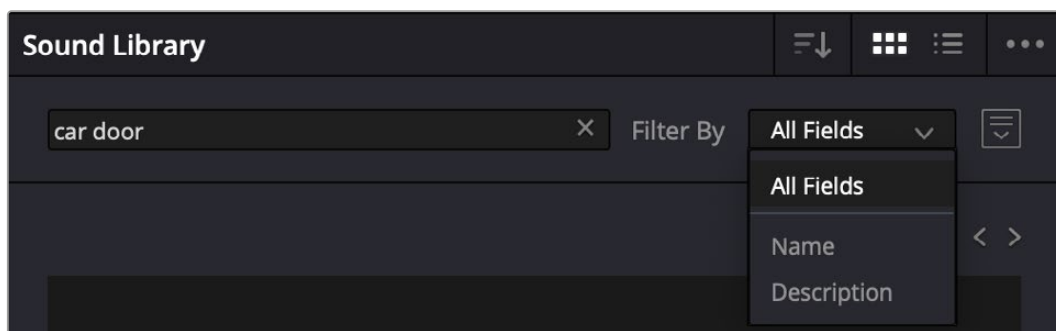 Sound Library
car door
Filter By
All Fields
All Fields
Name
Description